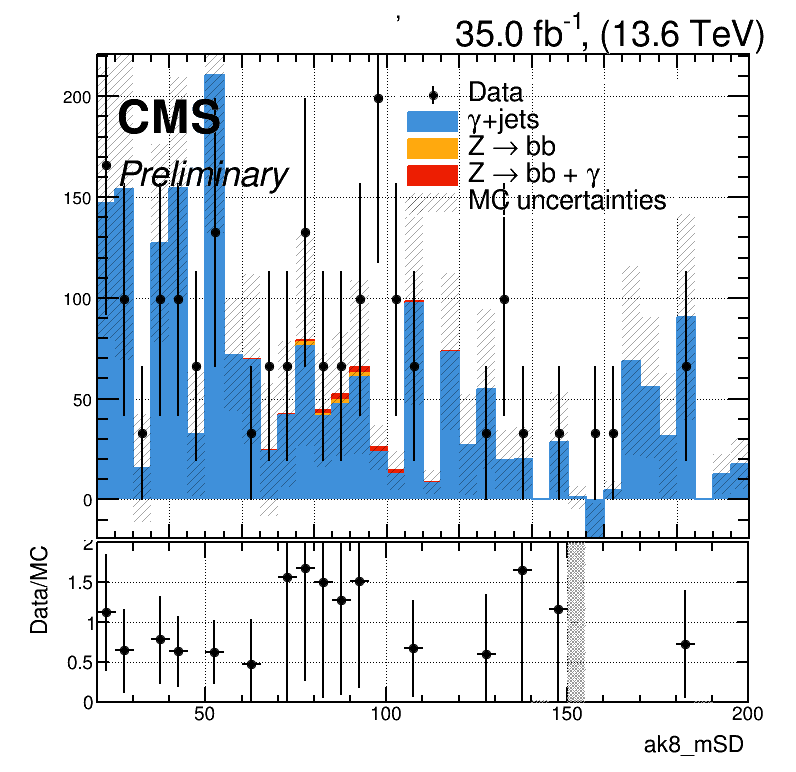 ,
35.0 fb-1, (13.6 TeV)
CMS
Preliminary
Data
γ+jets
Z → bb
Z → bb + γ
MC uncertainties
200
150
100
50
0
Data/MC
2
1.5
1
0.5
0
50 100 150 200
ak8_mSD